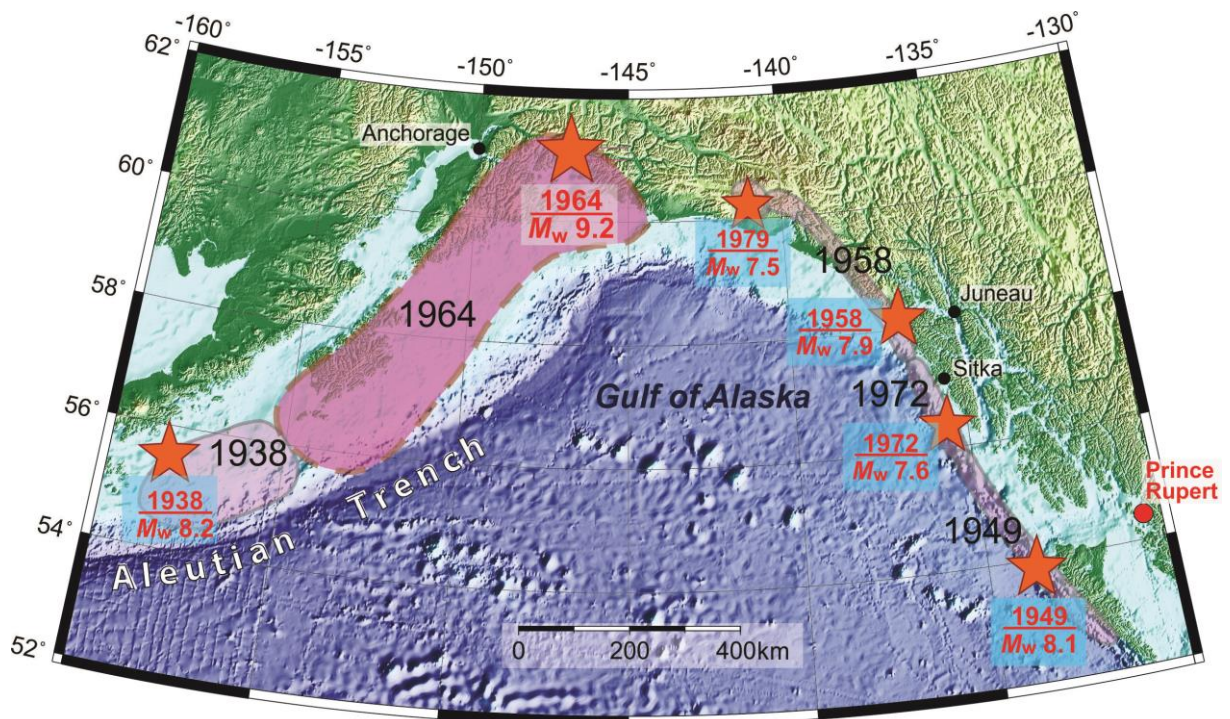 -160˚
-155˚
-150˚
-145˚
-140˚
-135˚
-130˚
62˚
60˚
58˚
56˚
54˚
52˚
Anchorage
1964
Mw 9.2
1979
Mw 7.5
1958
1958
Mw 7.9
Juneau
1964
Sitka
Gulf of Alaska
1972
1972
Mw 7.6
1938
1938
Mw 8.2
Aleutian Trench
Prince
Rupert
1949
1949
Mw 8.1
0 200 400km